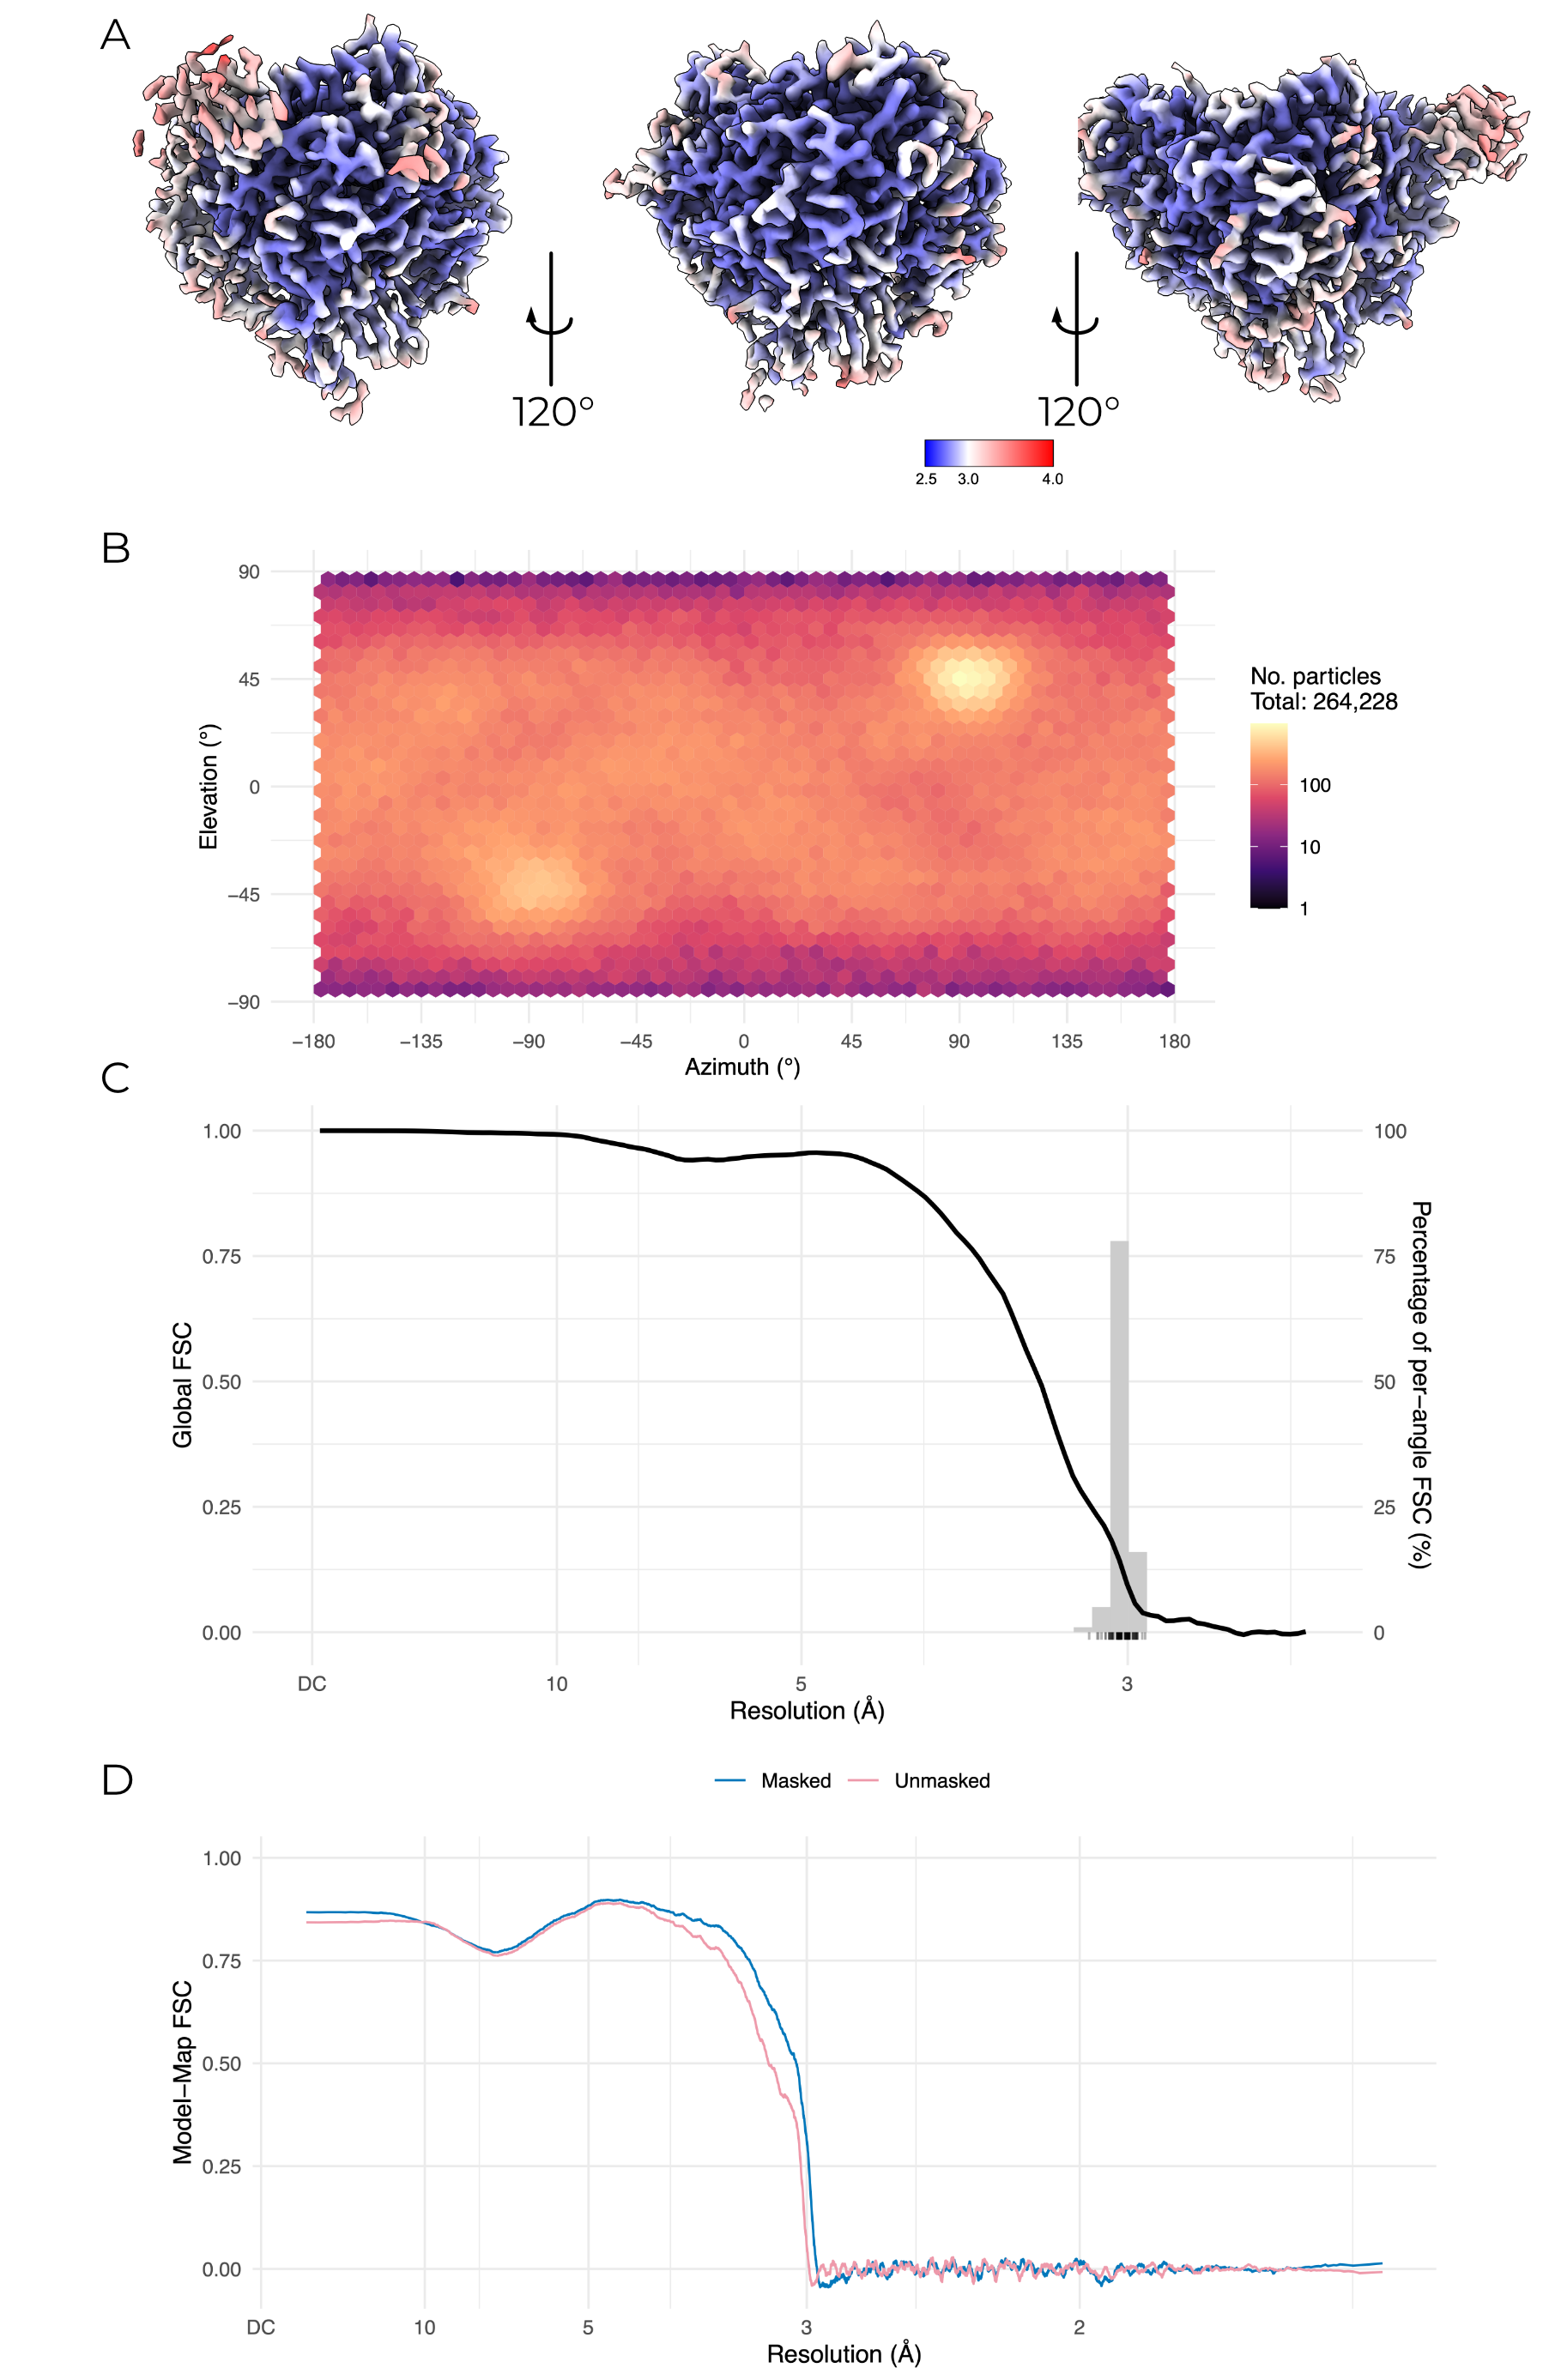 A
120°
120°
2.5 3.0 4.0
B
90
45
0
−45
−90
Elevation (°)
−180 −135 −90 −45 0 45 90 135 180
Azimuth (°)
No. particles
Total: 264,228
100
10
1
C
1.00
0.75
0.50
0.25
0.00
Global FSC
100
75
50
25
0
Percentage of per−angle FSC (%)
DC 10 5 3
Resolution (Å)
D
Masked Unmasked
1.00
0.75
0.50
0.25
0.00
Model−Map FSC
DC 10 5 3 2
Resolution (Å)